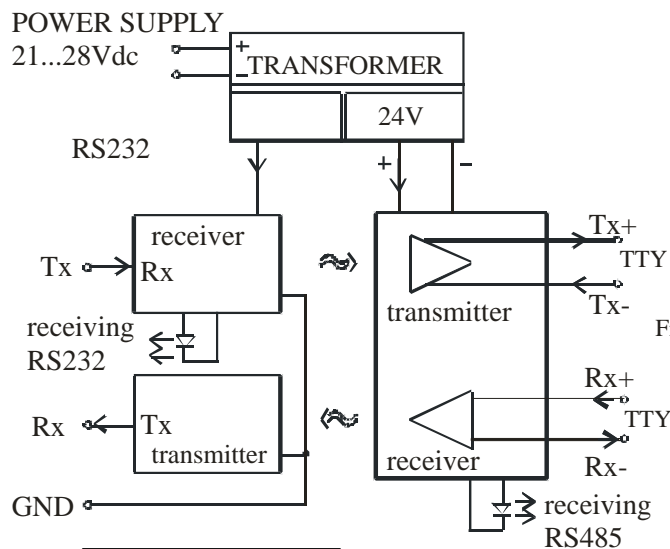 POWER SUPPLY
21...28Vdc
+
−
TRANSFORMER
24V
RS232
+
−
receiver
Tx
Rx
Tx+
TTY
transmitter
Tx-
F
receiving
RS232
Rx+
TTY
Rx
Tx
transmitter
receiver
Rx-
GND
receiving
RS485